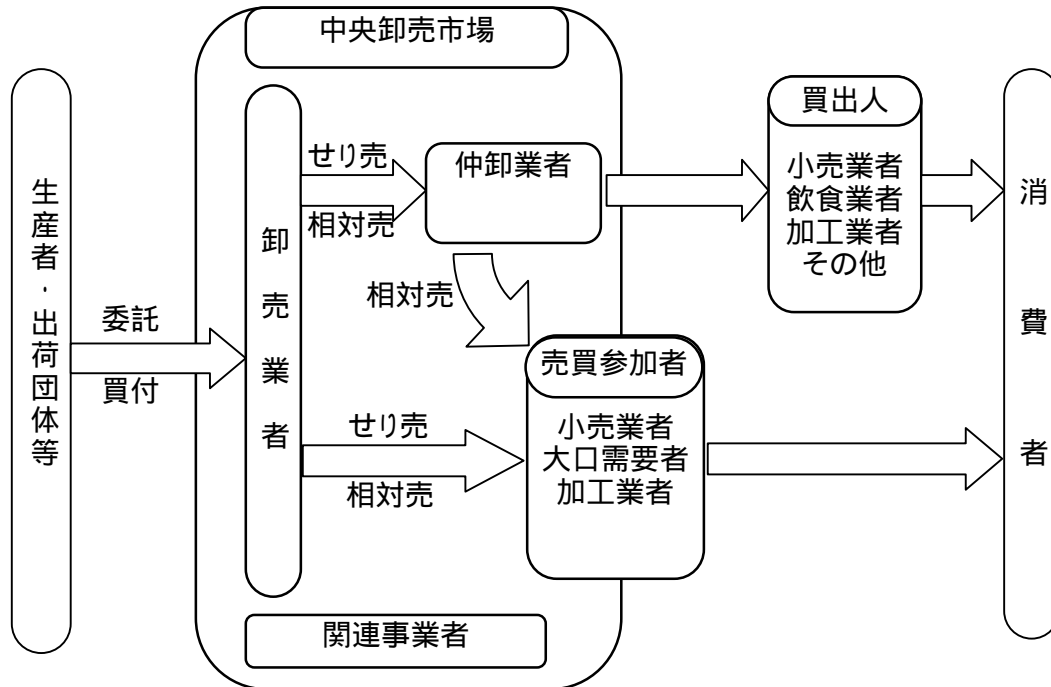 中央卸売市場
生産者・出荷団体等
委託
買付
卸売業者
せり売
相対売
仲卸業者
相対売
せり売
相対売
売買参加者
小売業者
大口需要者
加工業者
関連事業者
買出人
小売業者
飲食業者
加工業者
その他
消費者